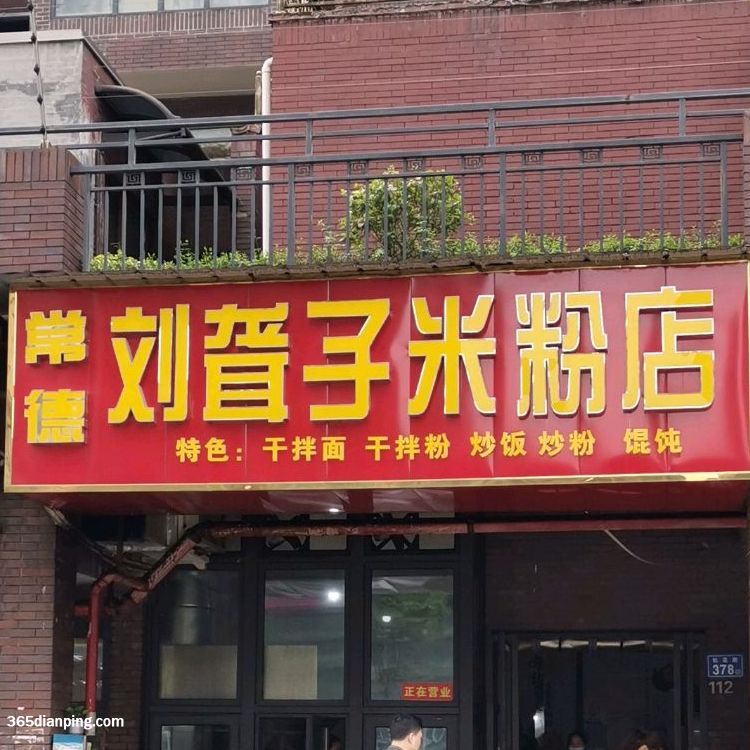 常德
刘聋子米粉店
特色：干拌面 干拌粉 炒饭 炒粉 馄饨
正在营业
378
112
365dianping.com